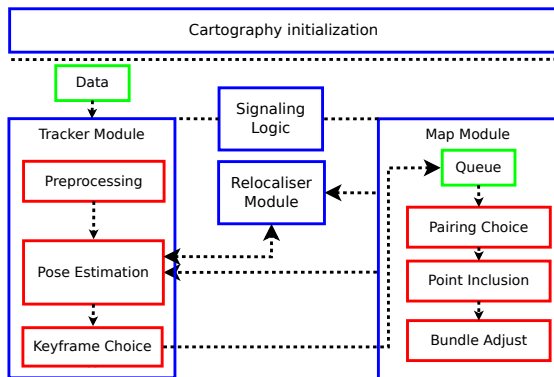 Cartography initialization
Data
Signaling
Logic
Tracker Module
Map Module
Preprocessing
Relocaliser
Module
Queue
Pairing Choice
Pose Estimation
Point Inclusion
Keyframe Choice
Bundle Adjust